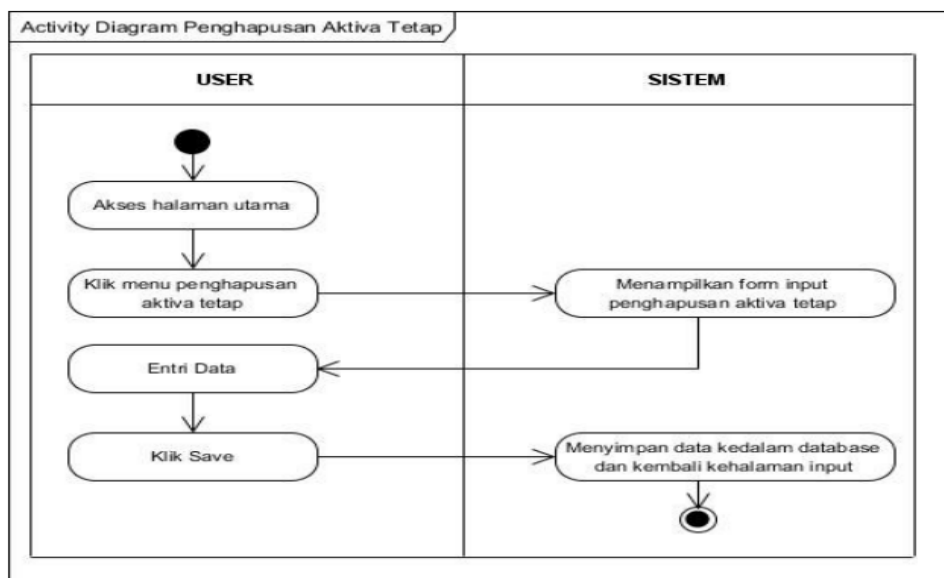 Activity Diagram Penghapusan Aktiva Tetap
USER
SISTEM
Akses halaman utama
Klik menu penghapusan
aktiva tetap
Menampilkan form input
penghapusan aktiva tetap
Entri Data
Klik Save
Menyimpan data kedalam database
dan kembali kehalaman input